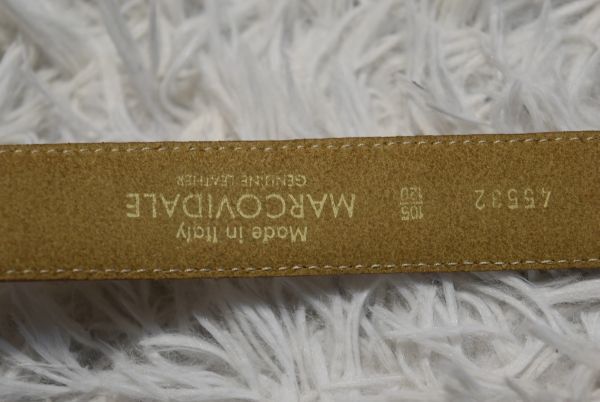 45532
105
120
Made in Italy
MARCOVIDALE
GENUINE LEATHER